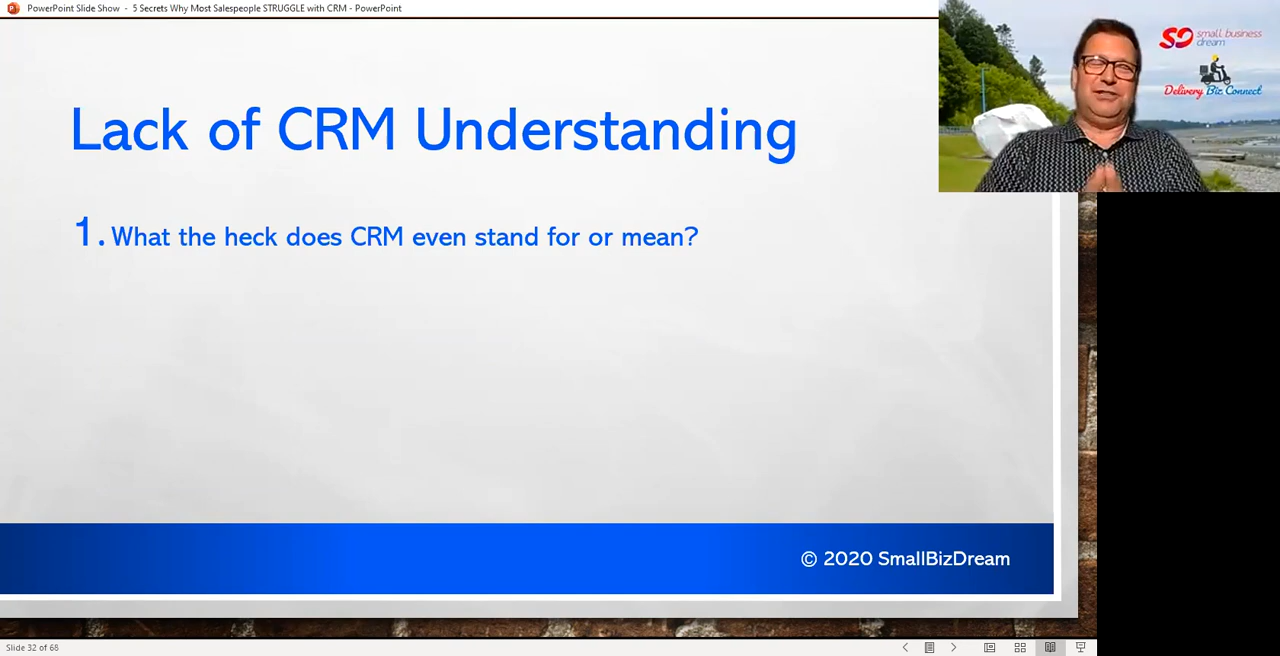 PowerPoint Slide Show - 5 Secrets Why Most Salespeople STRUGGLE with CRM - PowerPoint
small business
dream
Delivery Biz Connect
Lack of CRM Understanding
1. What the heck does CRM even stand for or mean?
© 2020 SmallBizDream
Slide 32 of 68